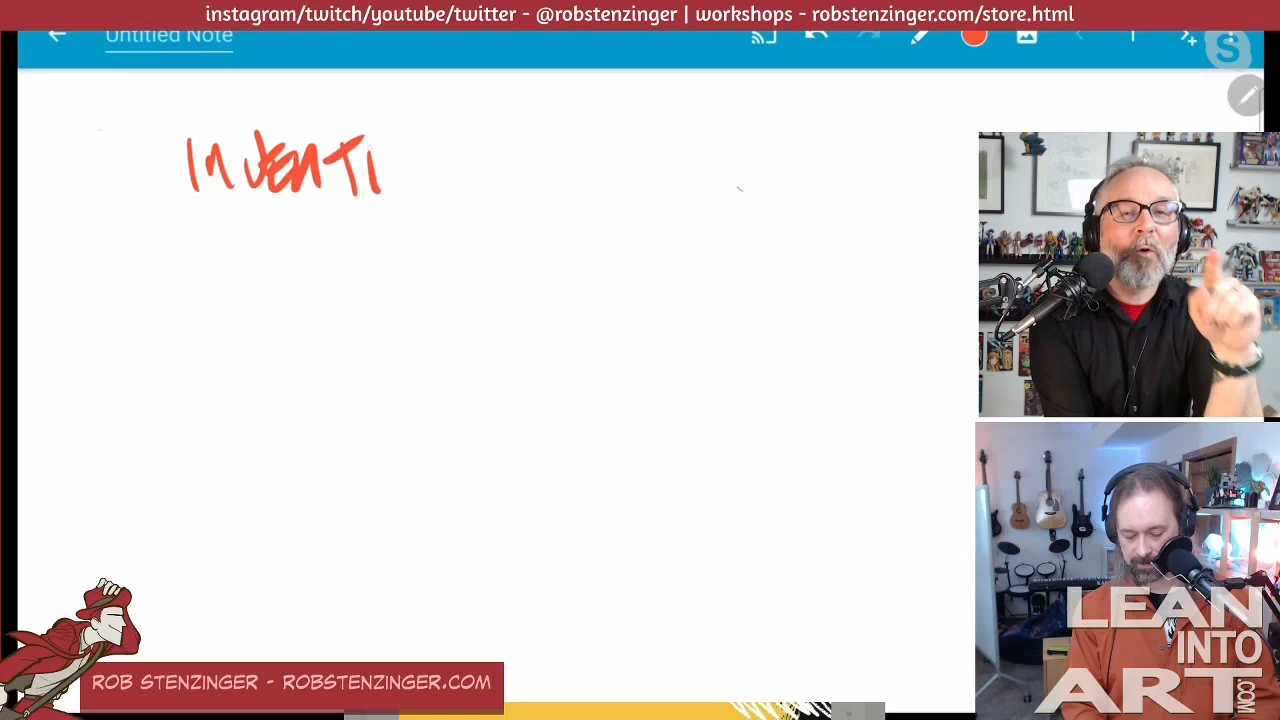 instagram/twitch/youtube/twitter - @robstenzinger | workshops - robstenzinger.com/store.html
Untitled Note
INVENTI
ROB STENZINGER - ROBSTENZINGER.COM
LEAN
INTO
ART.COM